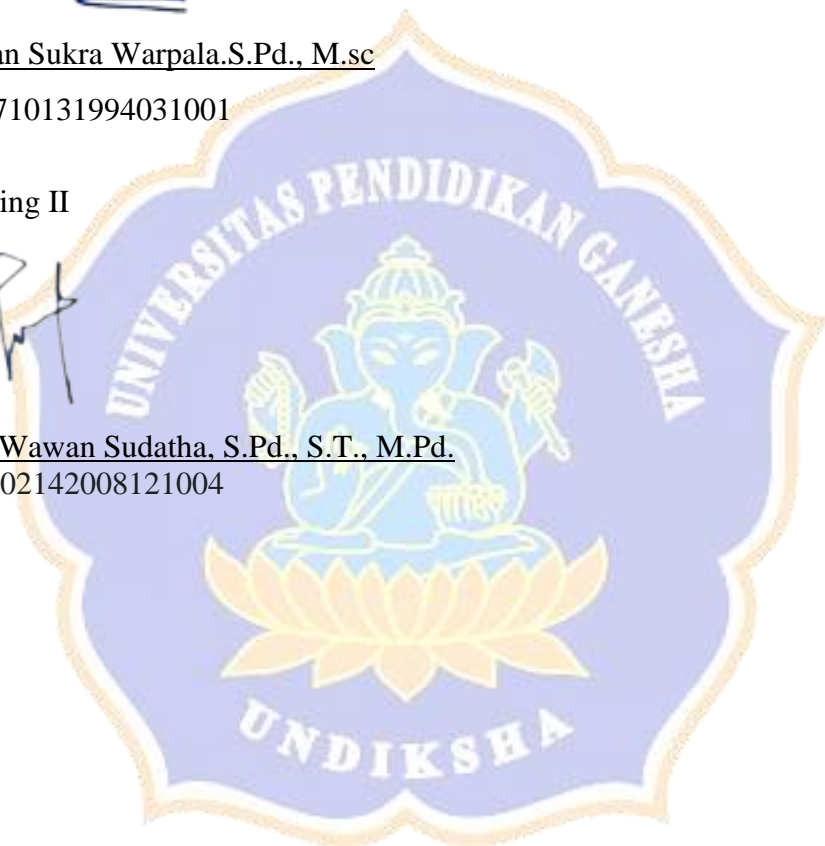 an Sukra Warpala.S.Pd., M.sc
710131994031001
ing II
Wawan Sudatha, S.Pd., S.T., M.Pd.
02142008121004
UNIVERSITAS PENDIDIKAN GANESHA
UNDIKSHA